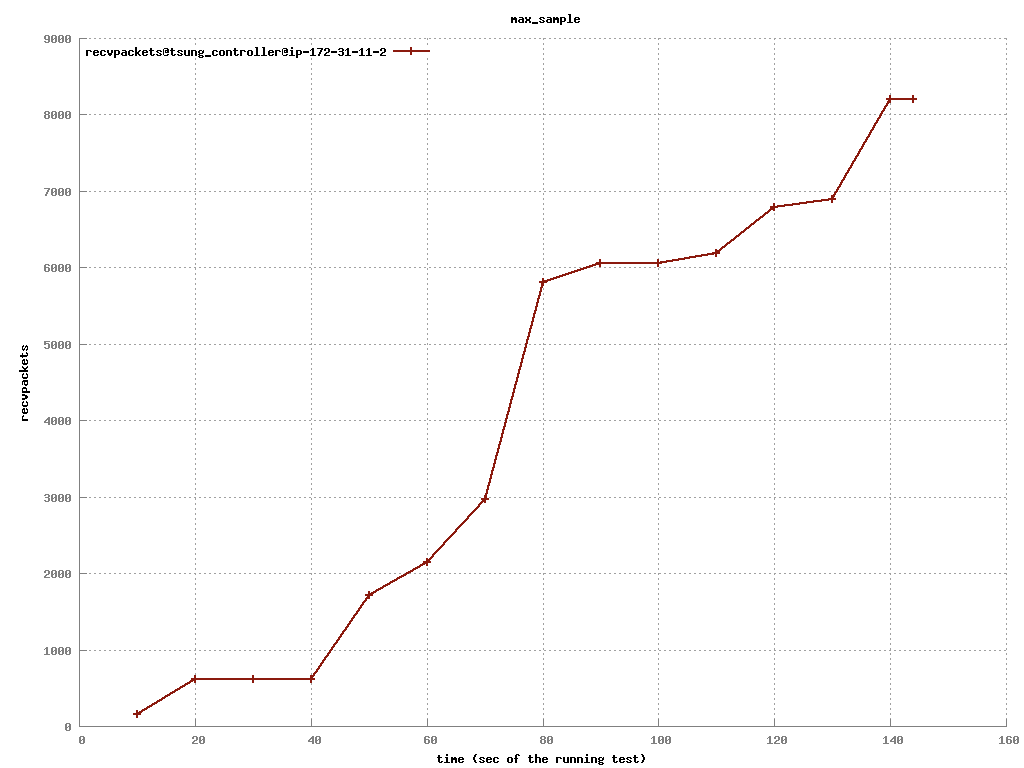 max_sample
recvpackets@tsung_controller@ip-172-31-11-2
9000
8000
7000
6000
5000
4000
3000
2000
1000
0
recvpackets
0 20 40 60 80 100 120 140 160
time (sec of the running test)